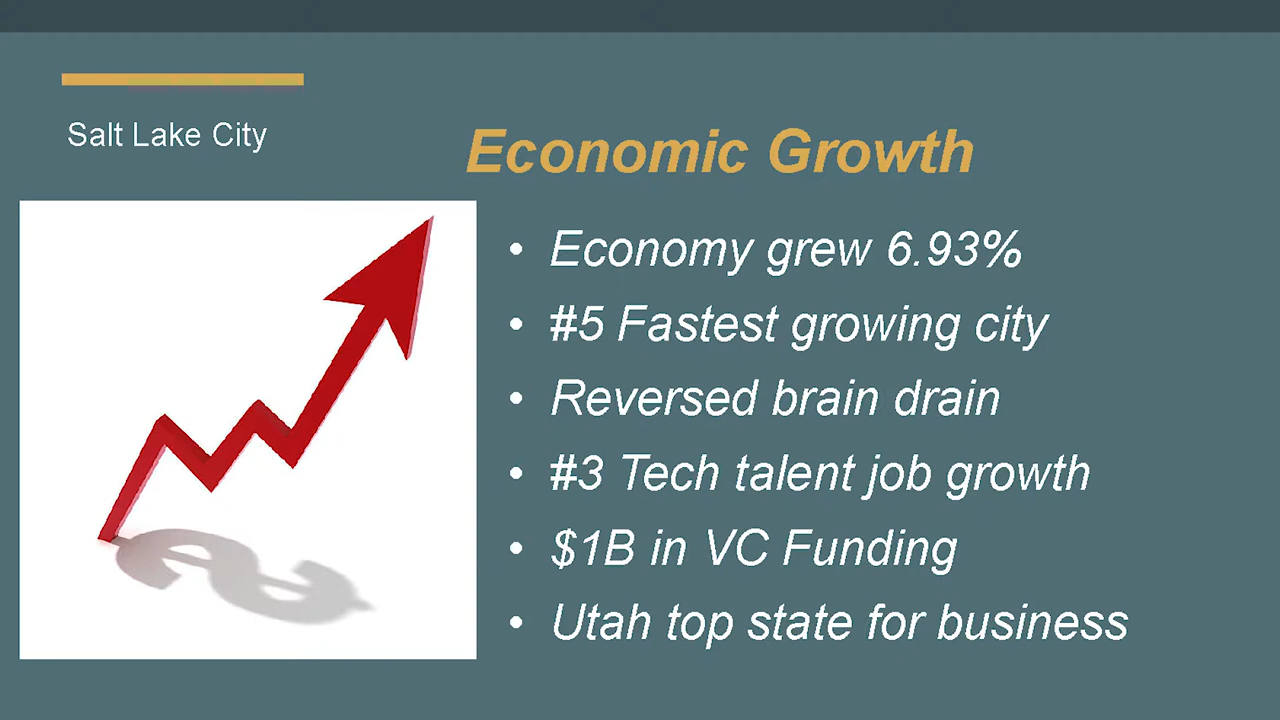 Salt Lake City
Economic Growth
• Economy grew 6.93%
• #5 Fastest growing city
• Reversed brain drain
• #3 Tech talent job growth
• $1B in VC Funding
• Utah top state for business